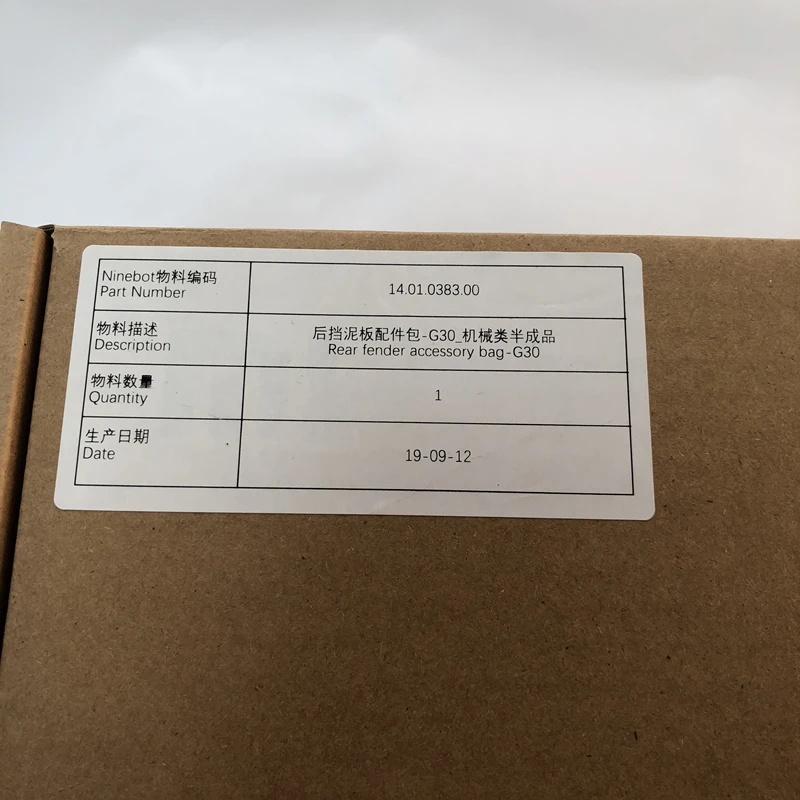 Ninebot物料编码
Part Number
14.01.0383.00
物料描述
Description
后挡泥板配件包-G30_机械类半成品
Rear fender accessory bag-G30
物料数量
Quantity
1
生产日期
Date
19-09-12